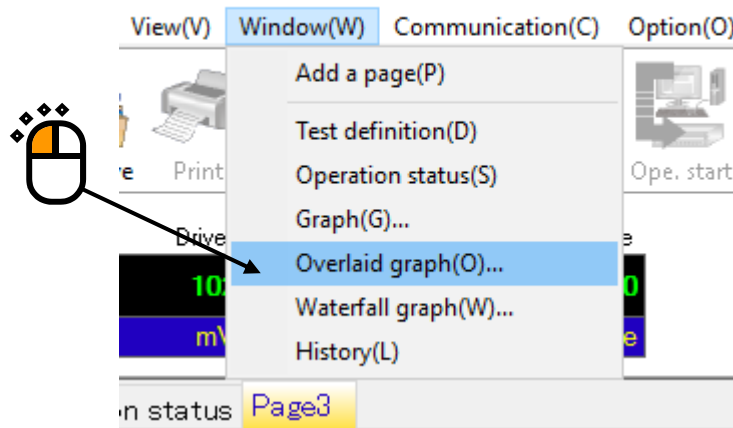 View(V) Window(W) Communication(C) Option(O)
Add a page(P)
Test definition(D)
Print
Operation status(S)
Ope. start
Graph(G)...
Drive
Overlaid graph(O)...
Waterfall graph(W)...
History(L)
n status Page3